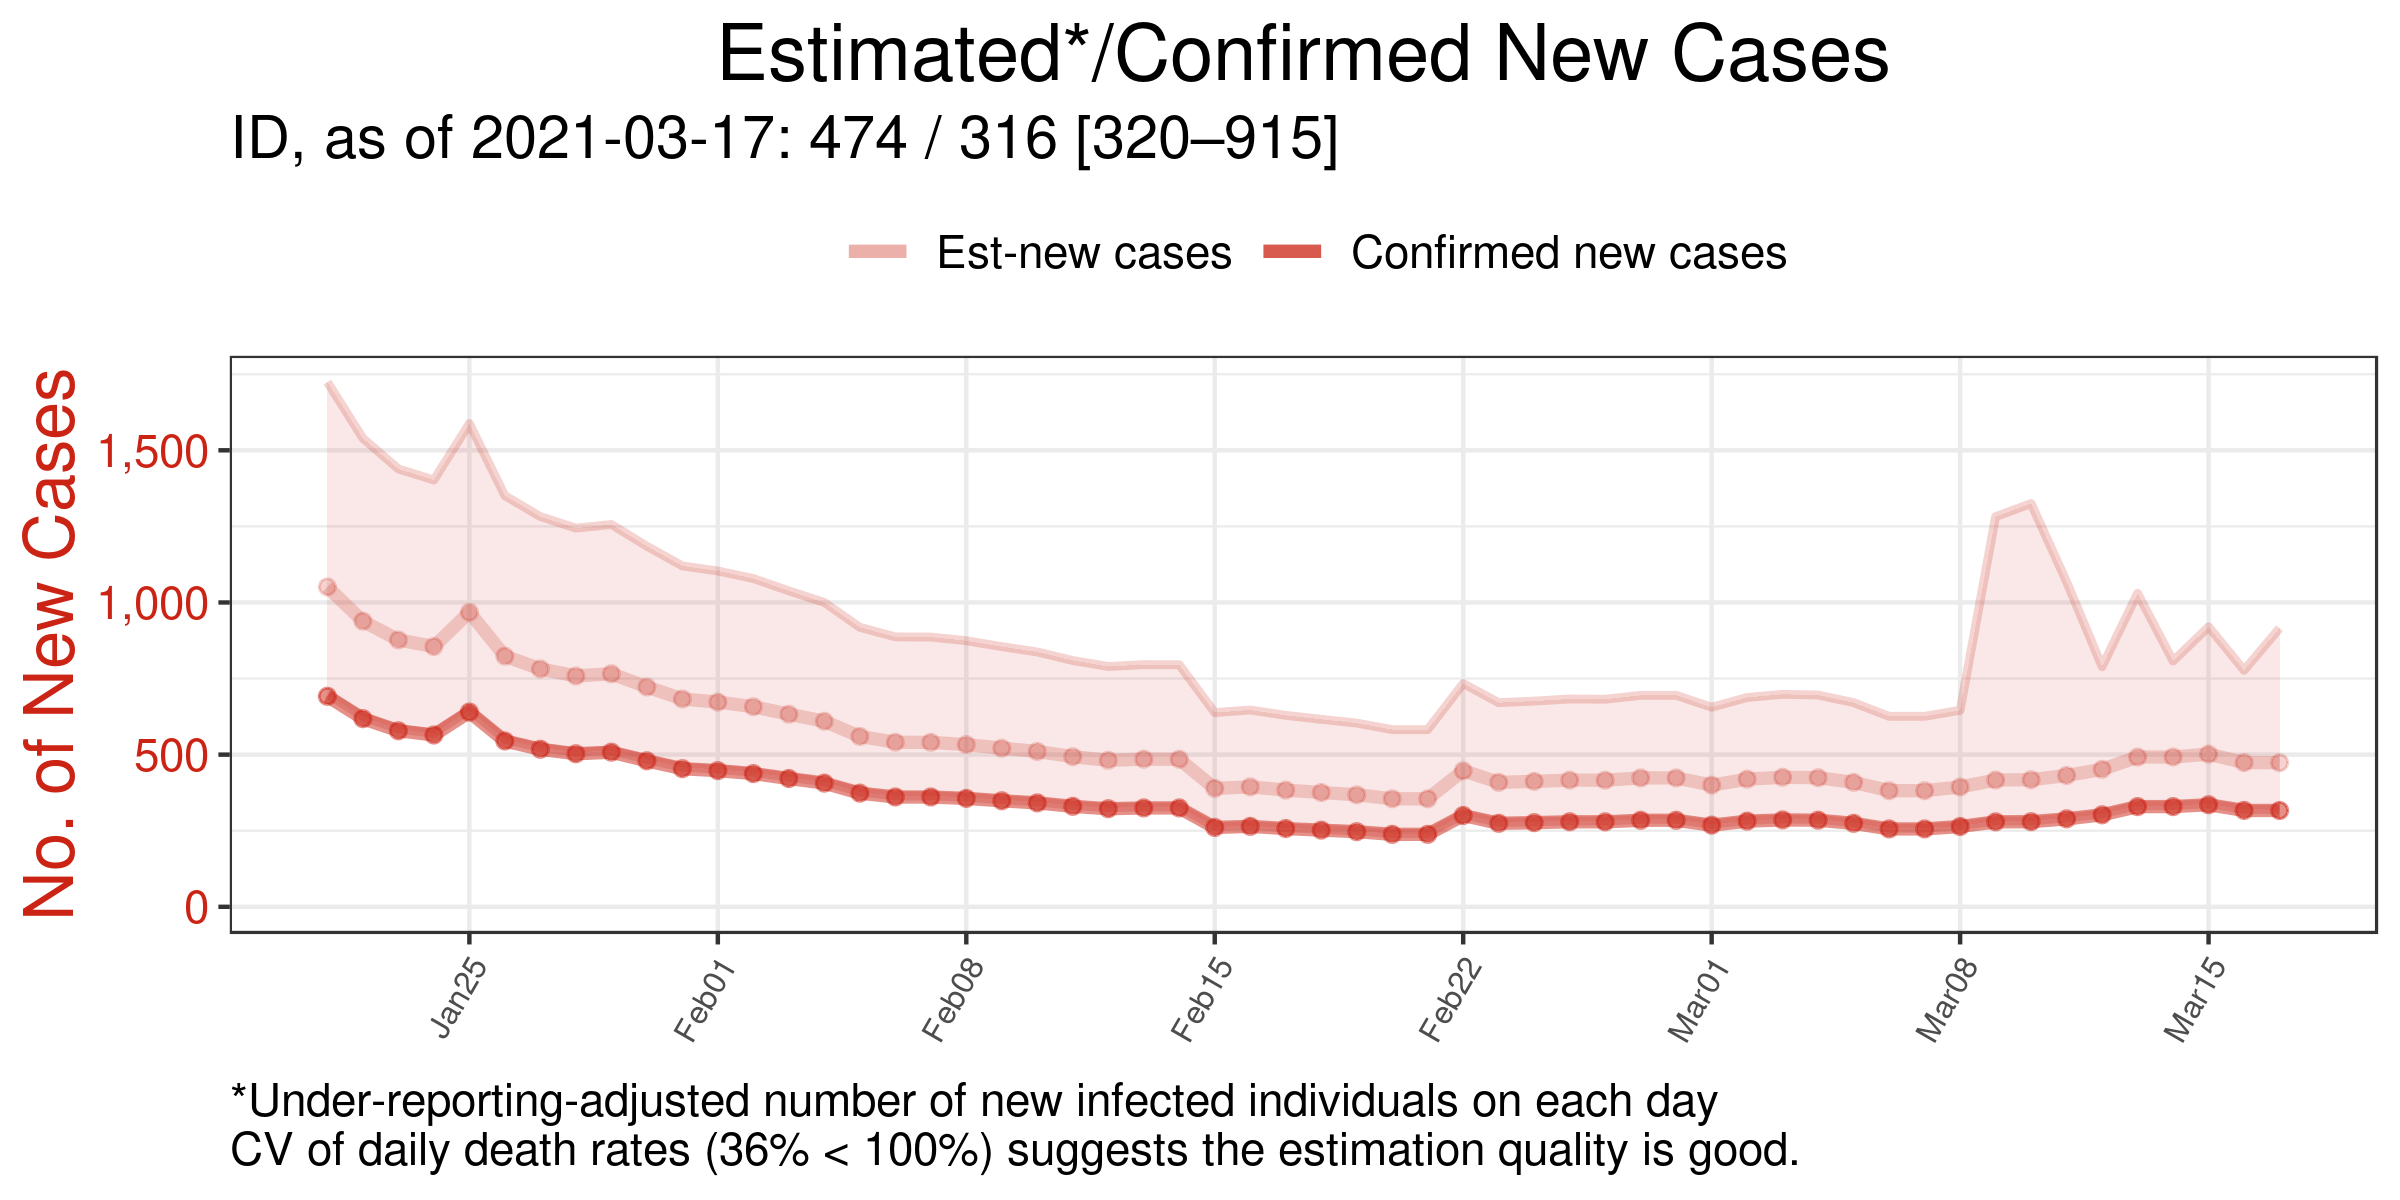 Estimated*/Confirmed New Cases
ID, as of 2021-03-17: 474 / 316 [320–915]
Est-new cases Confirmed new cases
No. of New Cases
1,500
1,000
500
0
Jan25 Feb01 Feb08 Feb15 Feb22 Mar01 Mar08 Mar15
*Under-reporting-adjusted number of new infected individuals on each day
CV of daily death rates (36% < 100%) suggests the estimation quality is good.